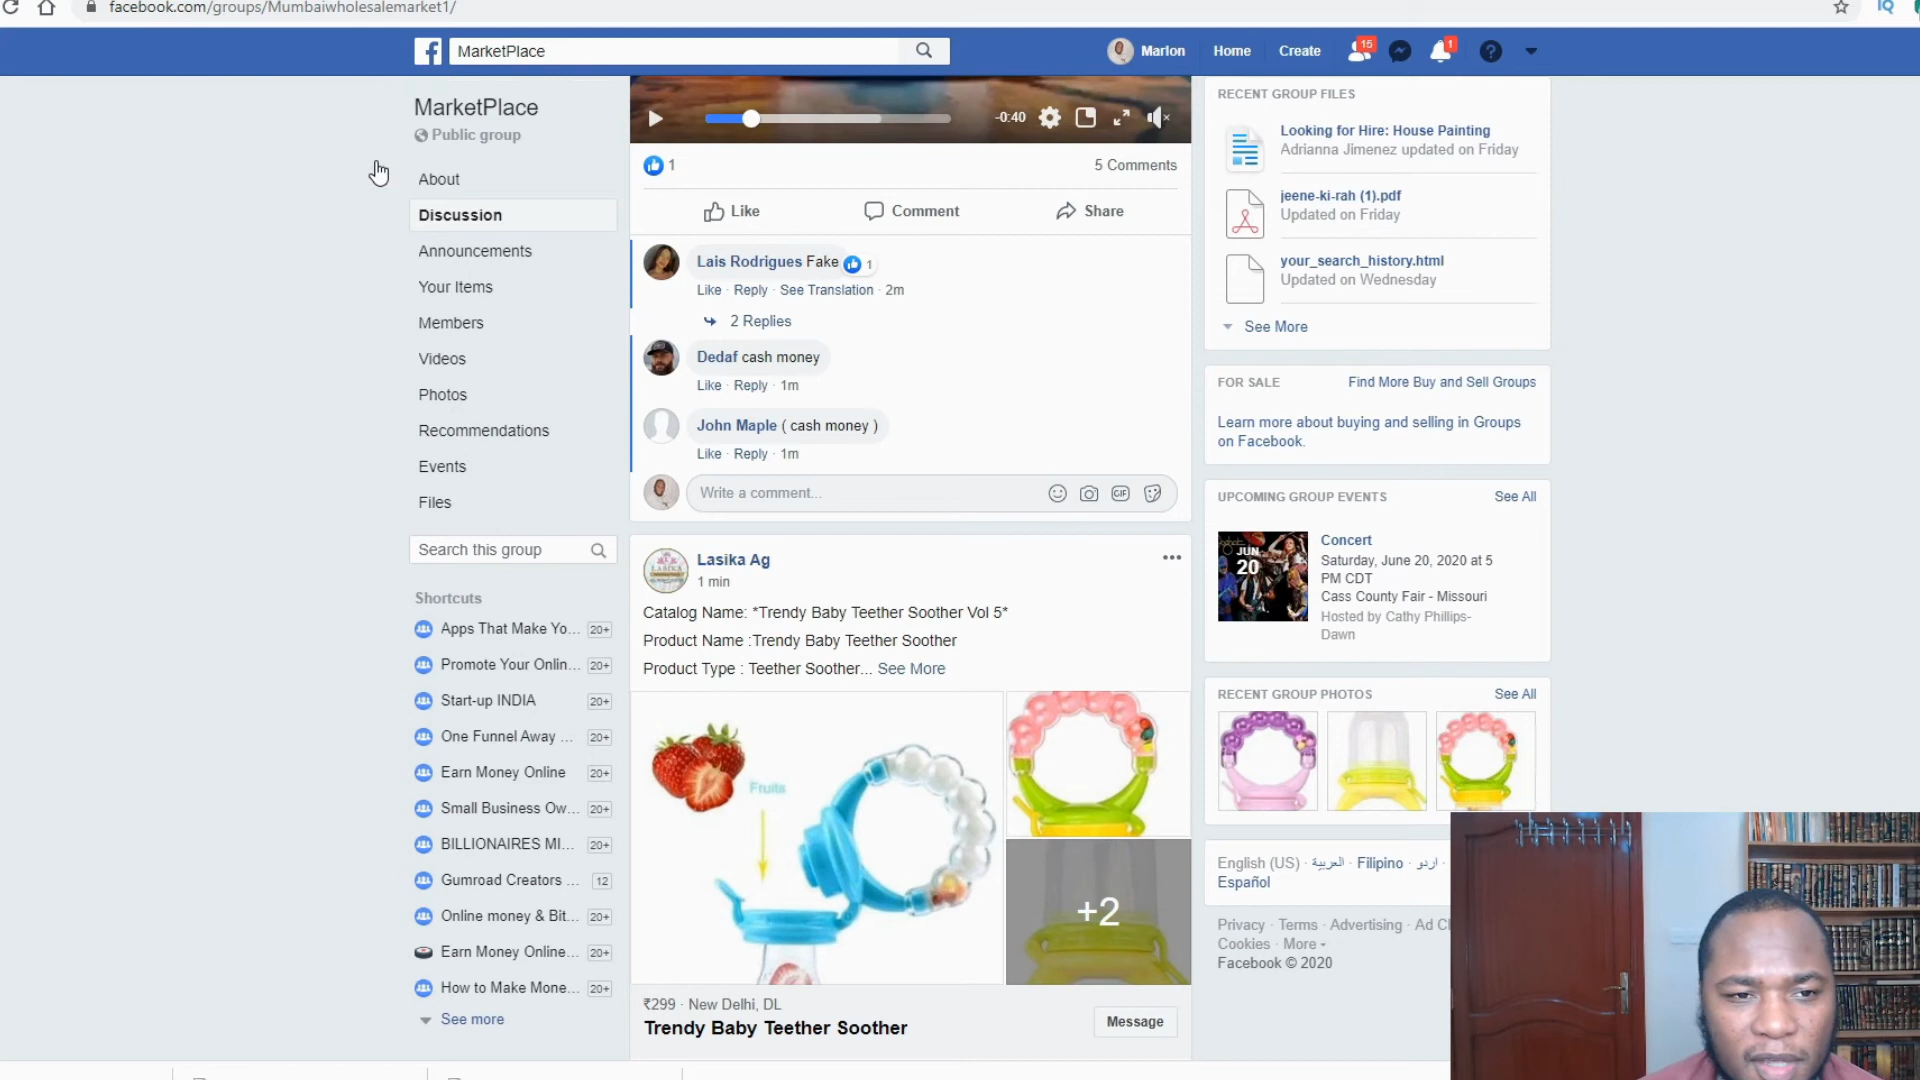 facebook.com/groups/Mumbaiwholesalemarket1/
MarketPlace
Marlon
Home
Create
15
1
MarketPlace
Public group
About
Discussion
Announcements
Your Items
Members
Videos
Photos
Recommendations
Events
Files
Search this group
Shortcuts
Apps That Make Yo... 20+
Promote Your Onlin... 20+
Start-up INDIA 20+
One Funnel Away ... 20+
Earn Money Online 20+
Small Business Ow... 20+
BILLIONAIRES MI... 20+
Gumroad Creators ... 12
Online money & Bit... 20+
Earn Money Online... 20+
How to Make Mone... 20+
See more
-0:40
1
5 Comments
Like
Comment
Share
Lais Rodrigues Fake 1
Like · Reply · See Translation · 2m
2 Replies
Dedaf cash money
Like · Reply · 1m
John Maple ( cash money )
Like · Reply · 1m
Write a comment...
GIF
Lasika Ag
1 min
Catalog Name: *Trendy Baby Teether Soother Vol 5*
Product Name :Trendy Baby Teether Soother
Product Type : Teether Soother... See More
Fruits
+2
₹299 · New Delhi, DL
Trendy Baby Teether Soother
Message
RECENT GROUP FILES
Looking for Hire: House Painting
Adrianna Jimenez updated on Friday
jeene-ki-rah (1).pdf
Updated on Friday
your_search_history.html
Updated on Wednesday
See More
FOR SALE
Find More Buy and Sell Groups
Learn more about buying and selling in Groups
on Facebook.
UPCOMING GROUP EVENTS
See All
JUN
20
Concert
Saturday, June 20, 2020 at 5
PM CDT
Cass County Fair - Missouri
Hosted by Cathy Phillips-
Dawn
RECENT GROUP PHOTOS
See All
English (US) · العربية · Filipino · اردو ·
Español
Privacy · Terms · Advertising · Ad Cl
Cookies · More
Facebook © 2020